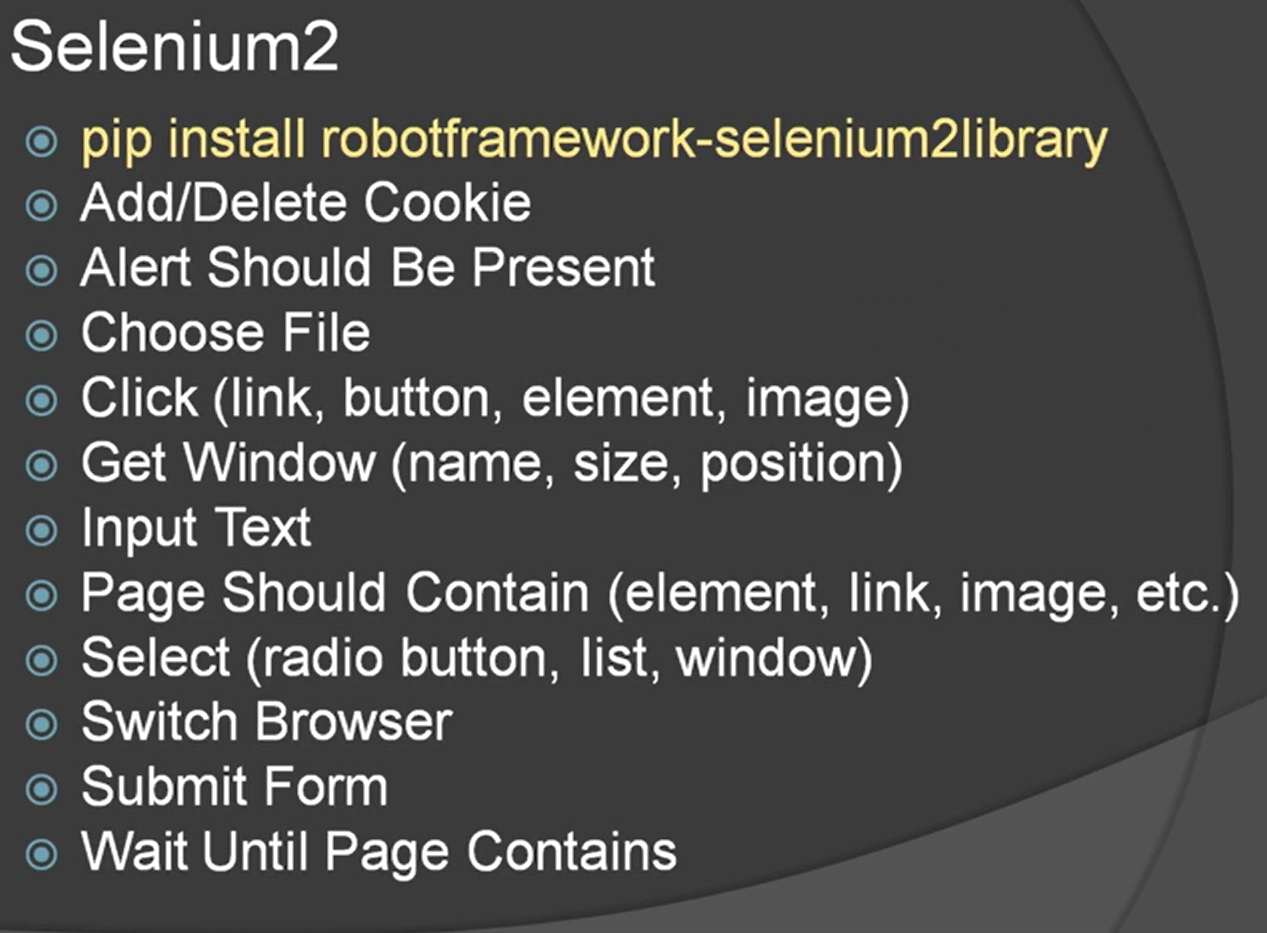 Selenium2
pip install robotframework-selenium2library
Add/Delete Cookie
Alert Should Be Present
Choose File
Click (link, button, element, image)
Get Window (name, size, position)
Input Text
Page Should Contain (element, link, image, etc.)
Select (radio button, list, window)
Switch Browser
Submit Form
Wait Until Page Contains